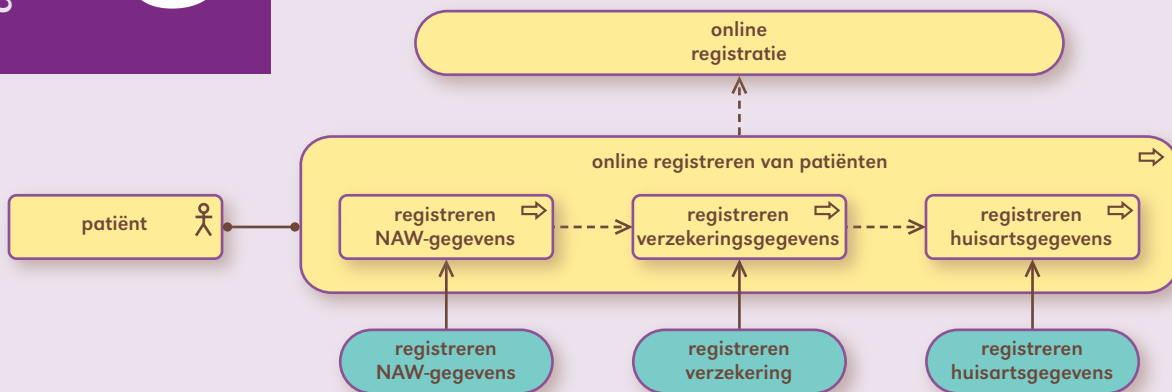 online
registratie
online registreren van patiënten
patiënt
registreren
NAW-gegevens
registreren
verzekeringsgegevens
registreren
huisartsgegevens
registreren
NAW-gegevens
registreren
verzekering
registreren
huisartsgegevens